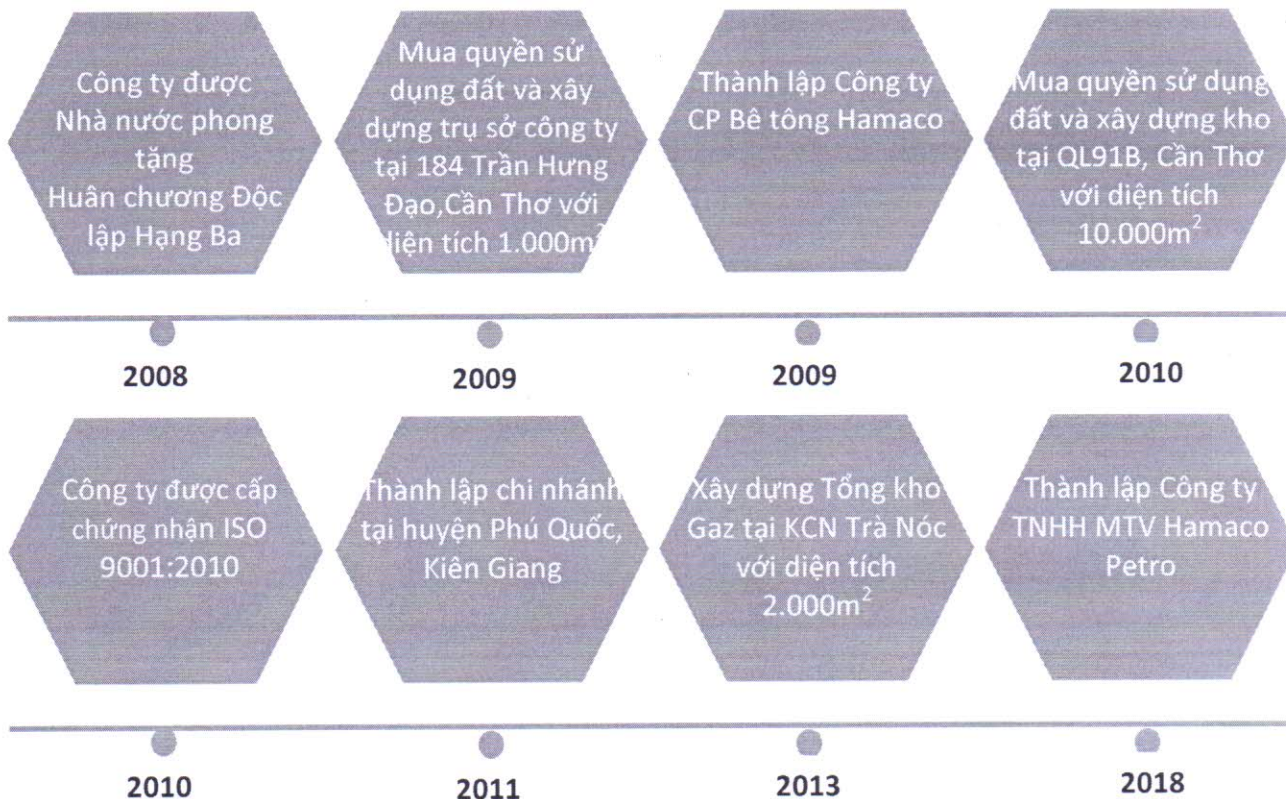 Công ty được
Nhà nước phong
tặng
Huân chương Độc
lập Hạng Ba
Mua quyền sử
dụng đất và xây
dựng trụ sở công ty
tại 184 Trần Hưng
Đạo,Cần Thơ với
diện tích 1.000m²
Thành lập Công ty
CP Bê tông Hamaco
Mua quyền sử dụng
đất và xây dựng kho
tại QL91B, Cần Thơ
với diện tích
10.000m²
2008
2009
2009
2010
Công ty được cấp
chứng nhận ISO
9001:2010
Thành lập chi nhánh
tại huyện Phú Quốc,
Kiên Giang
Xây dựng Tổng kho
Gaz tại KCN Trà Nóc
với diện tích
2.000m²
Thành lập Công ty
TNHH MTV Hamaco
Petro
2010
2011
2013
2018